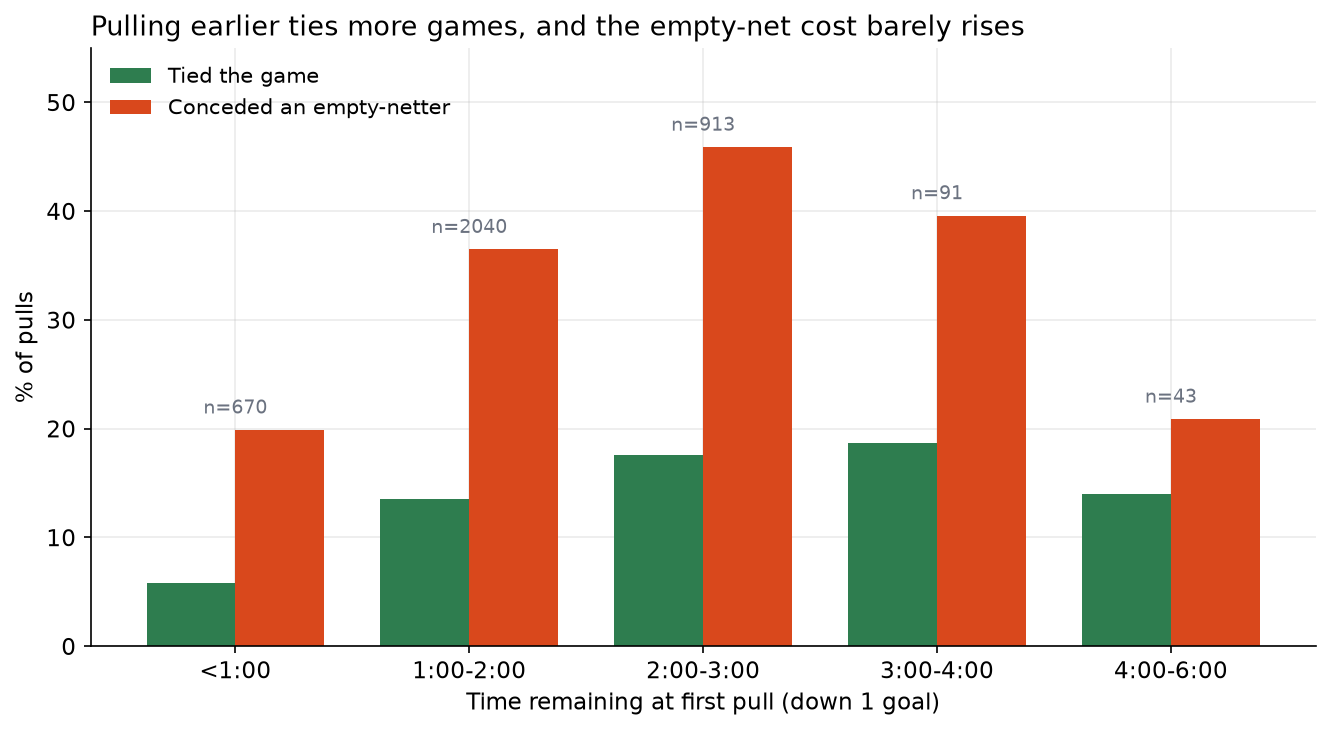 Pulling earlier ties more games, and the empty-net cost barely rises
Tied the game
Conceded an empty-netter
% of pulls
50
40
30
20
10
0
n=670
n=2040
n=913
n=91
n=43
<1:00
1:00-2:00
2:00-3:00
3:00-4:00
4:00-6:00
Time remaining at first pull (down 1 goal)